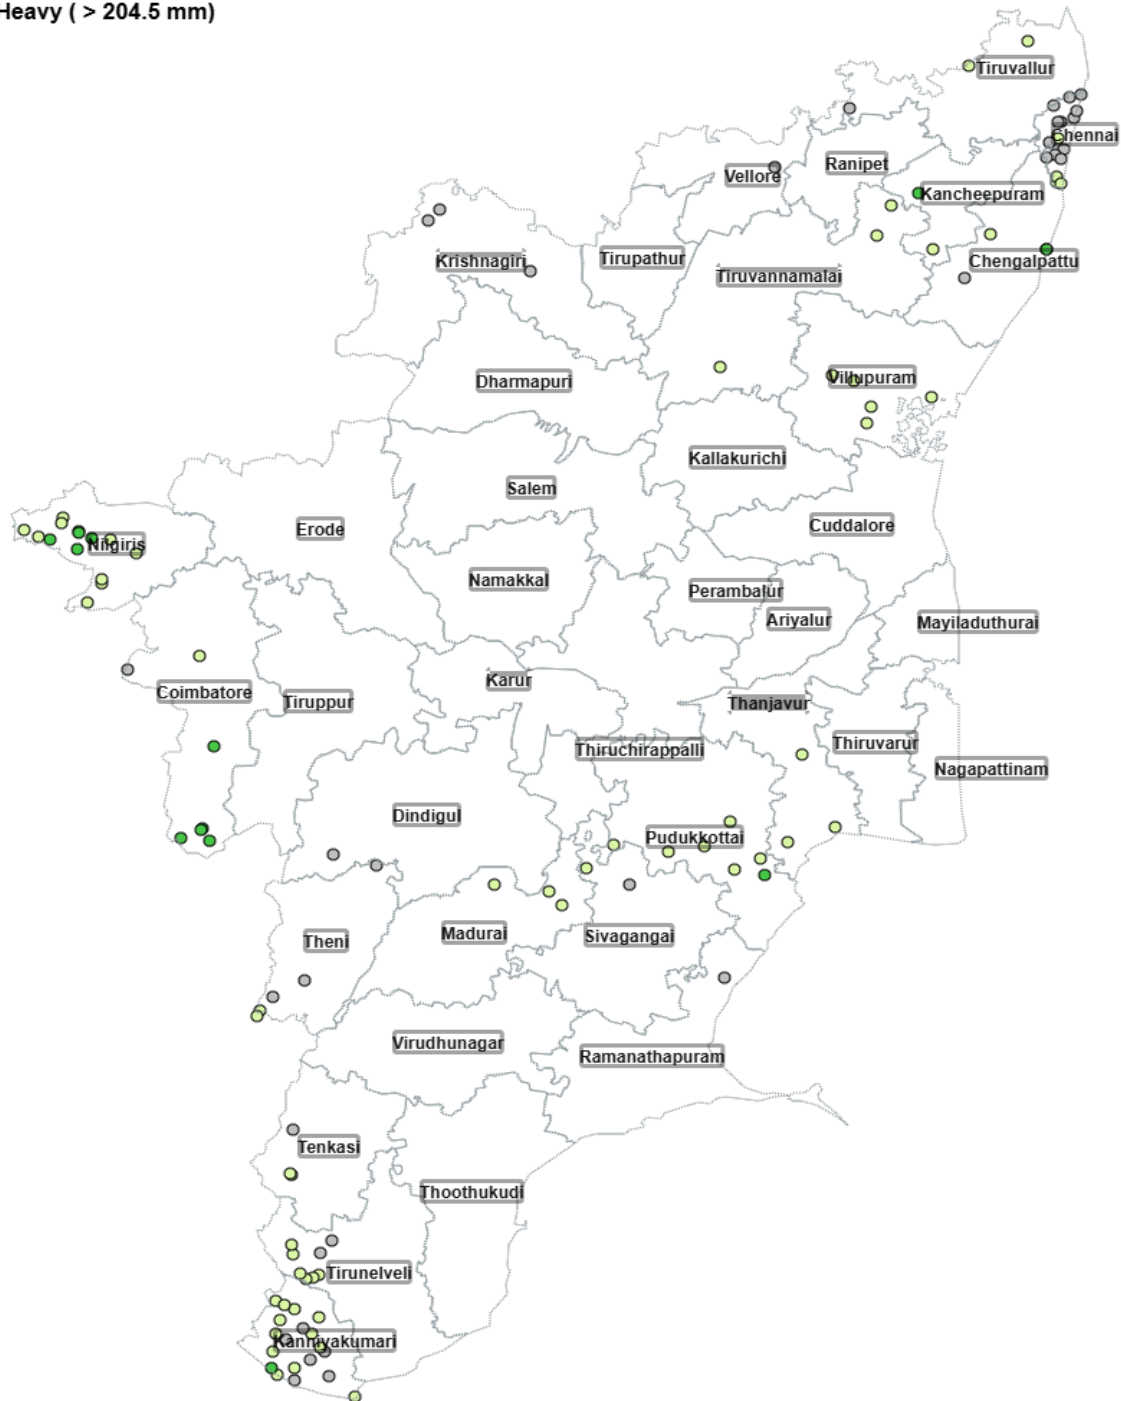 Heavy ( > 204.5 mm)
Tiruvallur
Chennai
Ranipet
Vellore
Kancheepuram
Krishnagiri
Tirupathur
Chengalpattu
Tiruvannamalai
Dharmapuri
Villupuram
Kallakurichi
Salem
Erode
Cuddalore
Nilgiris
Namakkal
Perambalur
Ariyalur
Mayiladuthurai
Karur
Coimbatore
Tiruppur
Thanjavur
Thiruchirappalli
Thiruvarur
Nagapattinam
Dindigul
Pudukkottai
Madurai
Sivagangai
Theni
Virudhunagar
Ramanathapuram
Tenkasi
Thoothukudi
Tirunelveli
Kanniyakumari